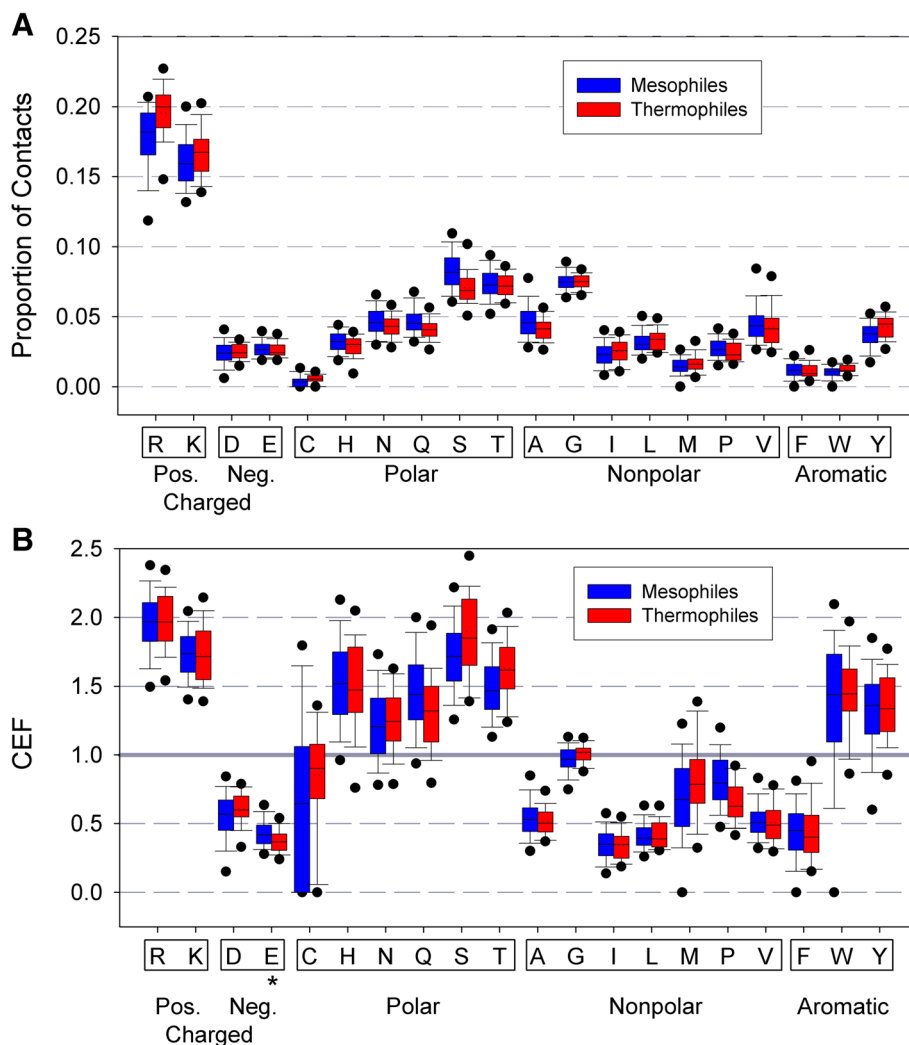 A
0.25
0.20
0.15
0.10
0.05
0.00
Proportion of Contacts
Mesophiles
Thermophiles
R K D E C H N Q S T A G I L M P V F W Y
Pos. Neg. Polar Nonpolar Aromatic
Charged
B
2.5
2.0
1.5
1.0
0.5
0.0
CEF
Mesophiles
Thermophiles
R K D E C H N Q S T A G I L M P V F W Y
*
Pos. Neg. Polar Nonpolar Aromatic
Charged